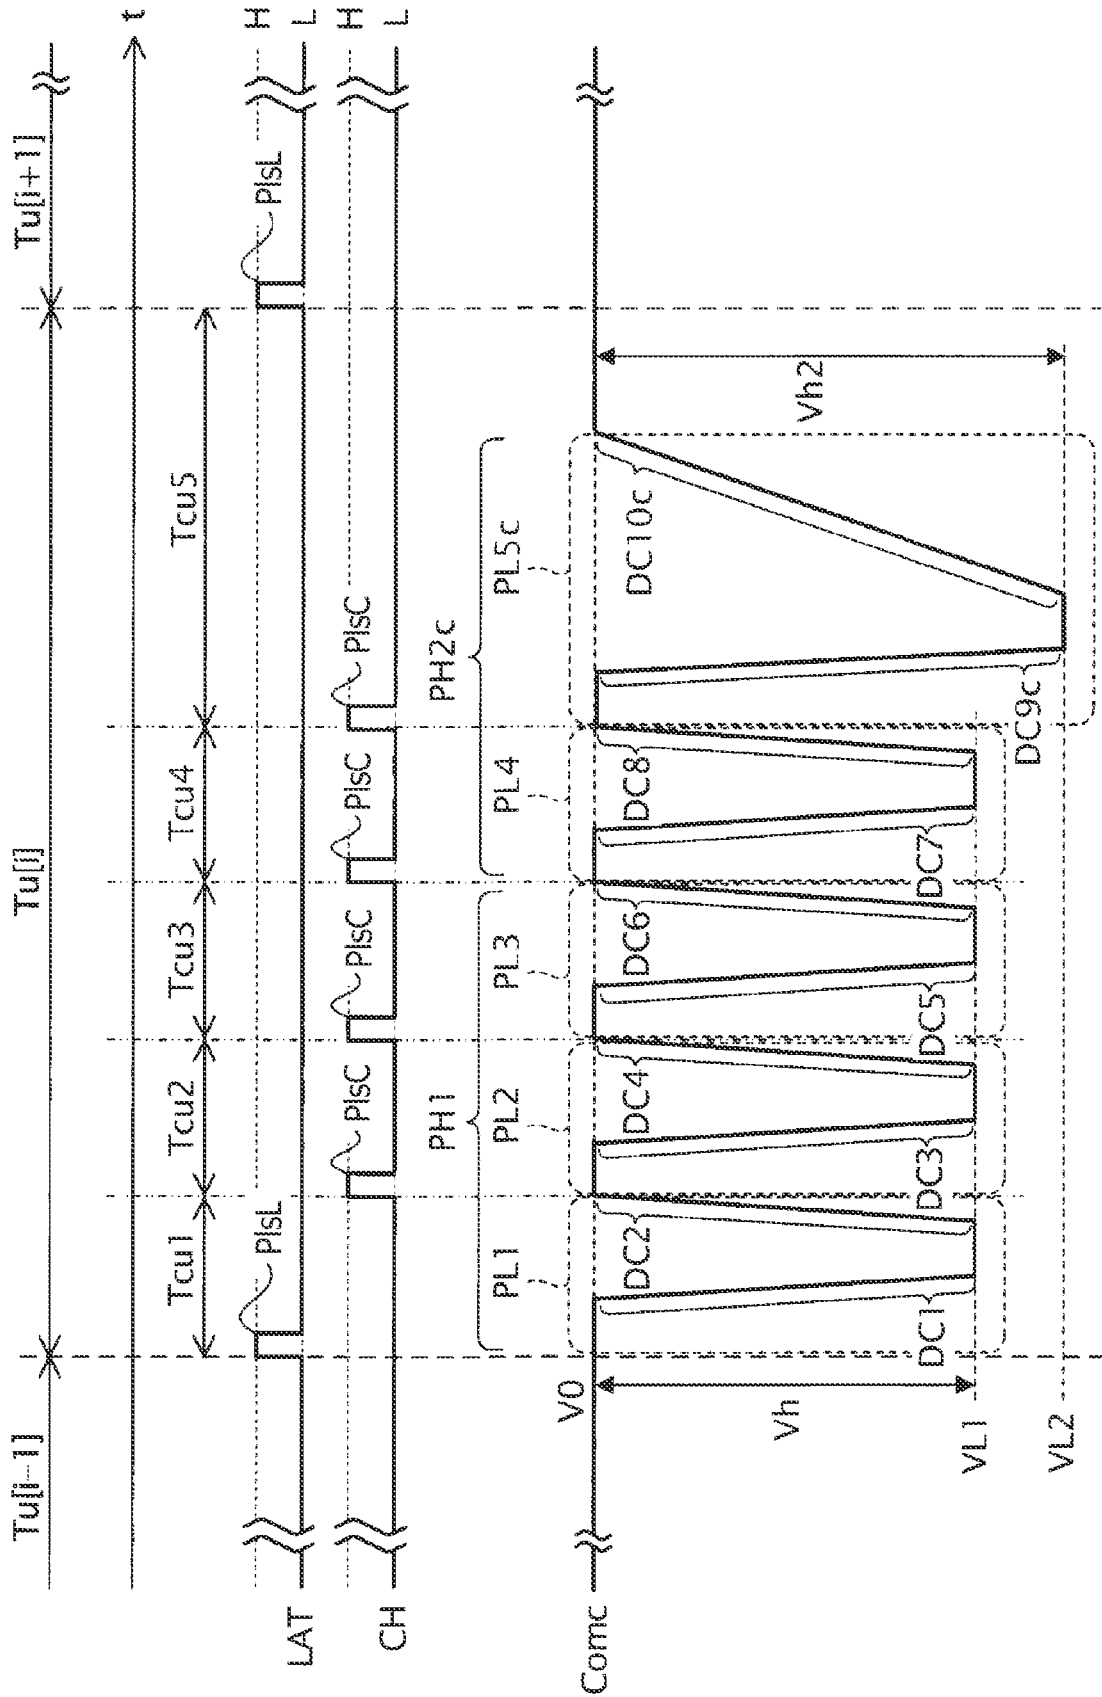 Tu[i-1]
Tu[i]
Tu[i+1]
t
Tcu1
Tcu2
Tcu3
Tcu4
Tcu5
LAT
PlsL
PlsL
H
L
CH
PlsC
PlsC
PlsC
PlsC
H
L
PH1
PH2c
PL1
PL2
PL3
PL4
PL5c
Comc
V0
DC2
DC4
DC6
DC8
DC10c
Vh
Vh2
DC1
DC3
DC5
DC7
DC9c
VL1
VL2